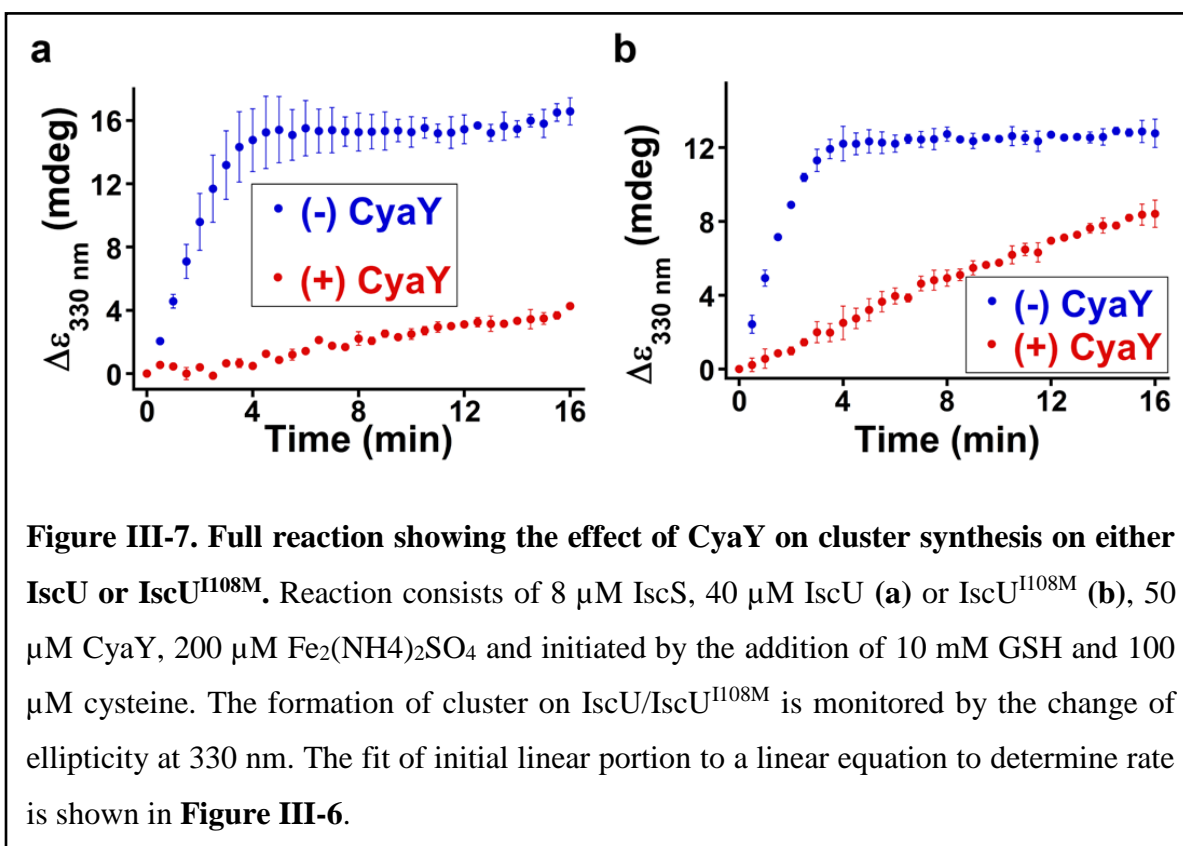 a
b
Δε330 nm (mdeg)
16
12
8
4
0
(-) CyaY
(+) CyaY
0 4 8 12 16
Time (min)
Δε330 nm (mdeg)
12
8
4
0
(-) CyaY
(+) CyaY
0 4 8 12 16
Time (min)
Figure III-7. Full reaction showing the effect of CyaY on cluster synthesis on either
IscU or IscU^I108M. Reaction consists of 8 µM IscS, 40 µM IscU (a) or IscU^I108M (b), 50
µM CyaY, 200 µM Fe2(NH4)2SO4 and initiated by the addition of 10 mM GSH and 100
µM cysteine. The formation of cluster on IscU/IscU^I108M is monitored by the change of
ellipticity at 330 nm. The fit of initial linear portion to a linear equation to determine rate
is shown in Figure III-6.